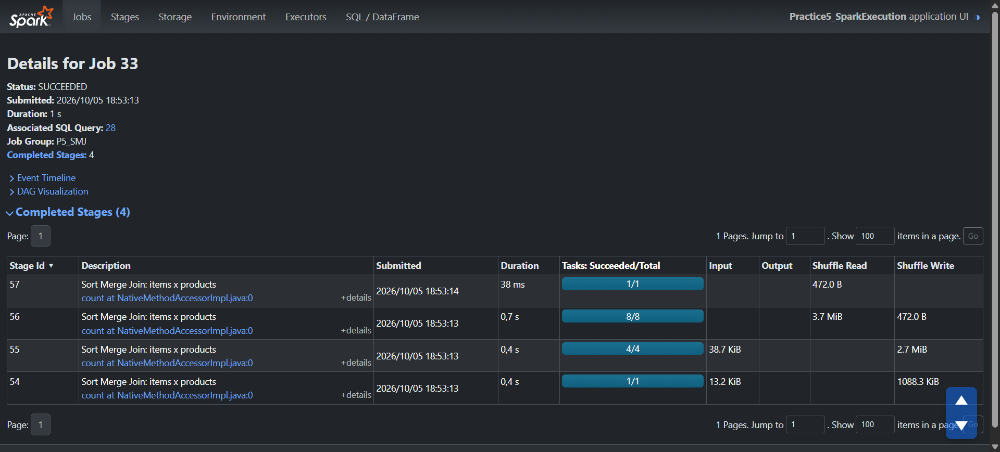 APACHE
Spark™
Jobs Stages Storage Environment Executors SQL / DataFrame
Practice5_SparkExecution application UI
Details for Job 33
Status: SUCCEEDED
Submitted: 2026/10/05 18:53:13
Duration: 1 s
Associated SQL Query: 28
Job Group: P5_SMJ
Completed Stages: 4
Event Timeline
DAG Visualization
Completed Stages (4)
Page: 1
1 Pages. Jump to 1 . Show 100 items in a page. Go
Stage Id ▼ Description Submitted Duration Tasks: Succeeded/Total Input Output Shuffle Read Shuffle Write
57 Sort Merge Join: items x products 2026/10/05 18:53:14 38 ms 1/1 472.0 B
count at NativeMethodAccessorImpl.java:0 +details
56 Sort Merge Join: items x products 2026/10/05 18:53:13 0,7 s 8/8 3.7 MiB 472.0 B
count at NativeMethodAccessorImpl.java:0 +details
55 Sort Merge Join: items x products 2026/10/05 18:53:13 0,4 s 4/4 38.7 KiB 2.7 MiB
count at NativeMethodAccessorImpl.java:0 +details
54 Sort Merge Join: items x products 2026/10/05 18:53:13 0,4 s 1/1 13.2 KiB 1088.3 KiB
count at NativeMethodAccessorImpl.java:0 +details
Page: 1
1 Pages. Jump to 1 . Show 100 items in a page Go